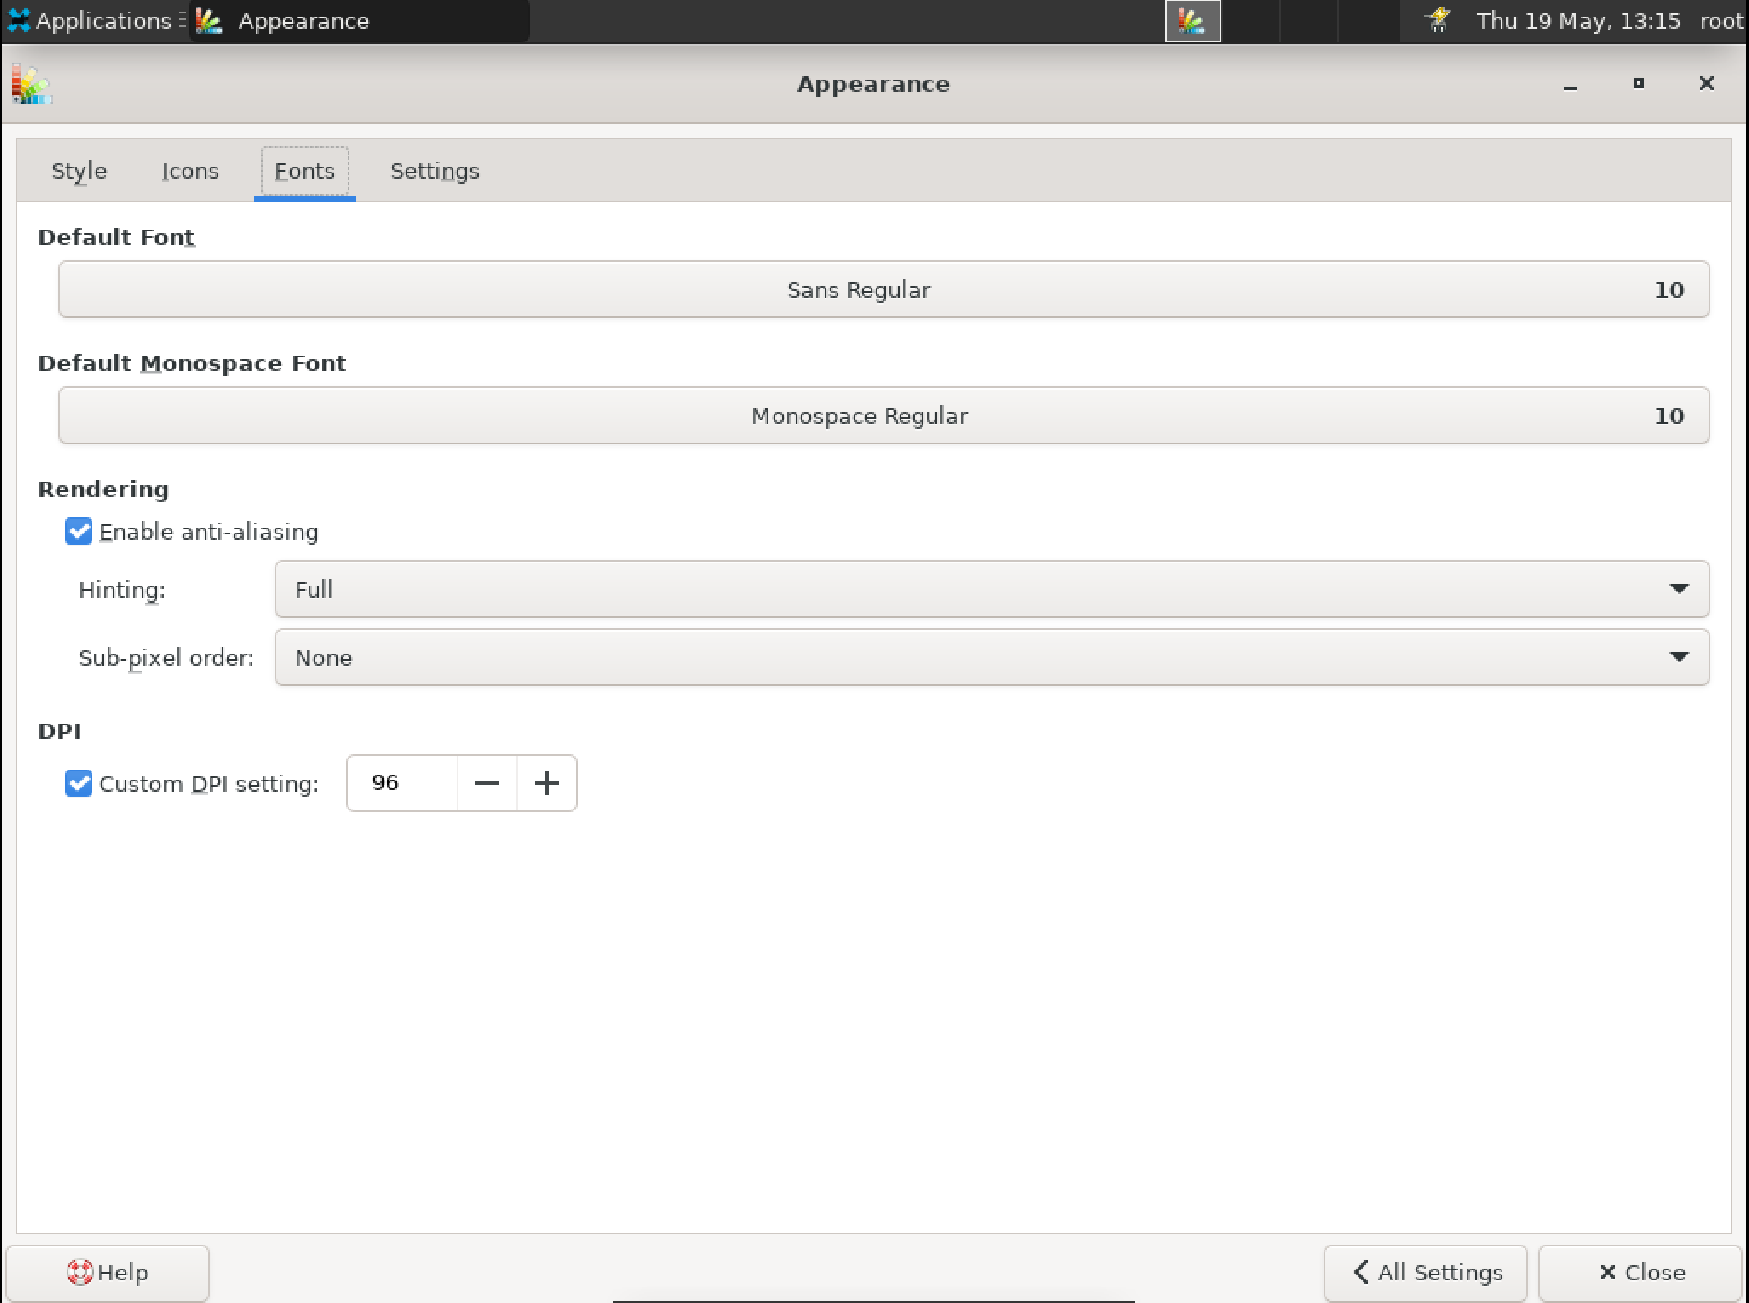 Applications Appearance Thu 19 May, 13:15 root
Appearance
Style Icons Fonts Settings
Default Font
Sans Regular 10
Default Monospace Font
Monospace Regular 10
Rendering
Enable anti-aliasing
Hinting: Full
Sub-pixel order: None
DPI
Custom DPI setting: 96
Help All Settings Close